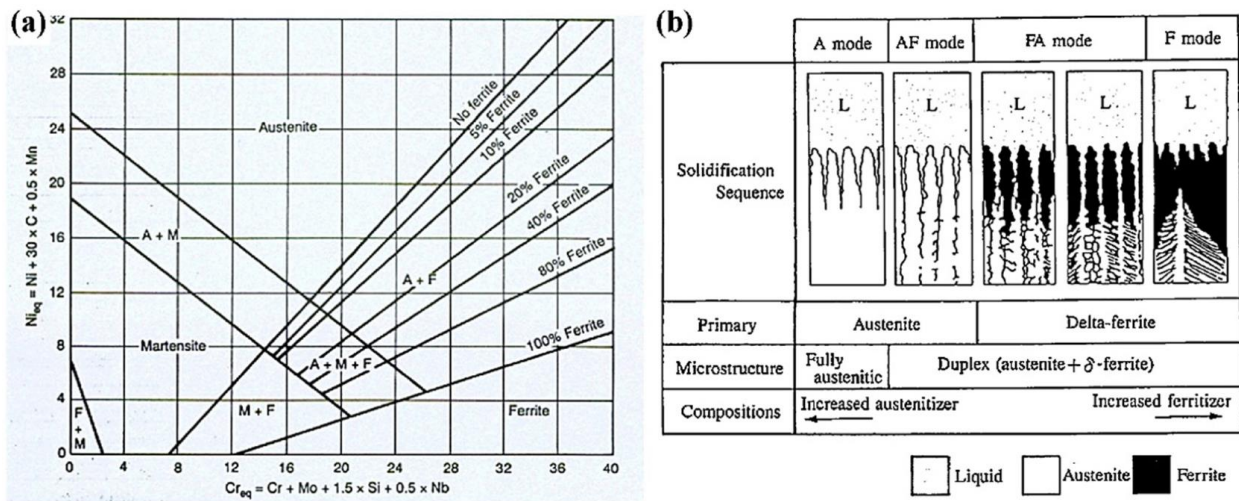 (a)
32
28
24
20
16
12
8
4
0
Ni eq = Ni + 30 × C + 0.5 × Mn
Austenite
No ferrite
5% Ferrite
10% Ferrite
20% Ferrite
40% Ferrite
80% Ferrite
100% Ferrite
A + M
A + F
Martensite
A + M + F
M + F
Ferrite
F
+
M
0 4 8 12 16 20 24 28 32 36 40
Cr eq = Cr + Mo + 1.5 × Si + 0.5 × Nb
(b)
A mode AF mode FA mode F mode
L L L L L
Solidification
Sequence
Primary Austenite Delta-ferrite
Microstructure Fully
austenitic Duplex (austenite+δ-ferrite)
Compositions Increased austenitizer Increased ferritizer
Liquid Austenite Ferrite